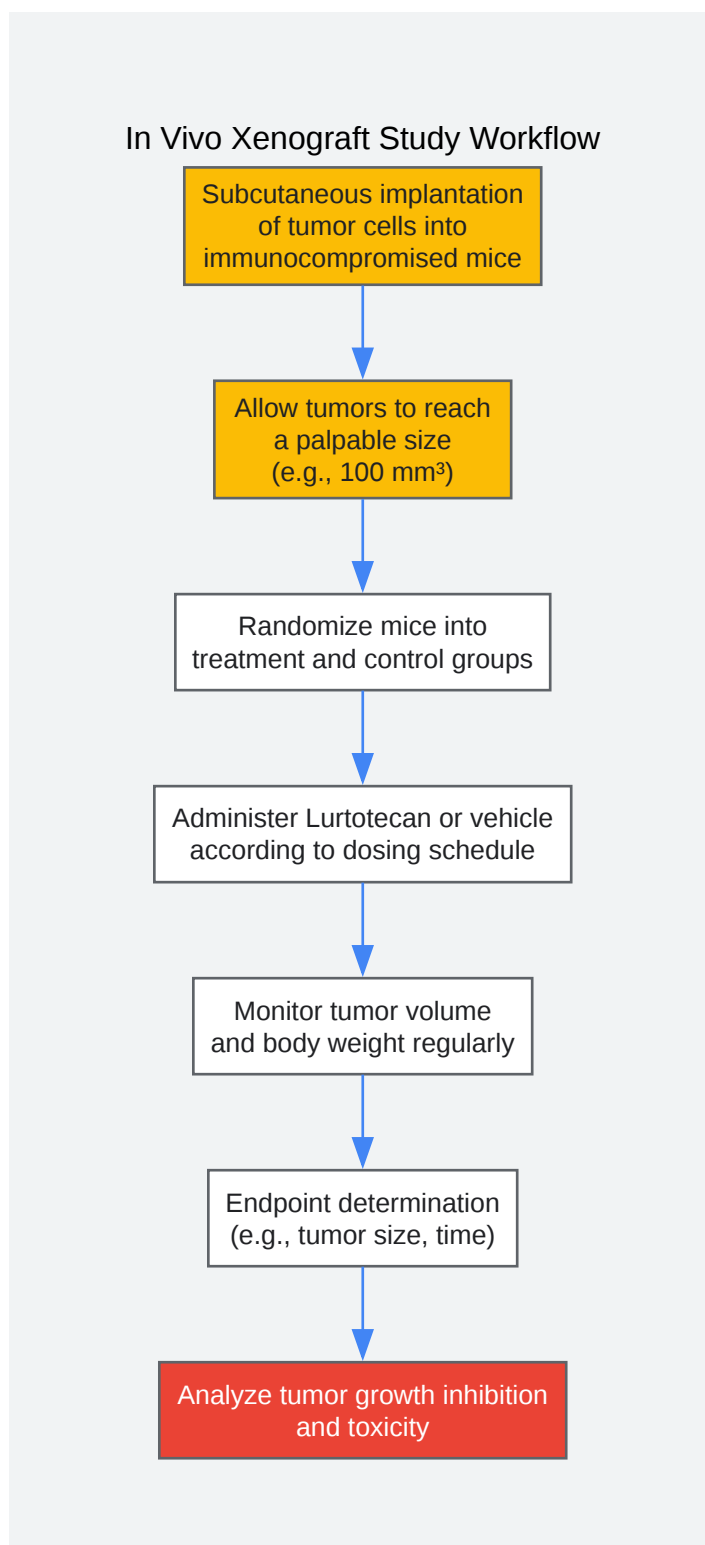 In Vivo Xenograft Study Workflow
Subcutaneous implantation
of tumor cells into
immunocompromised mice
Allow tumors to reach
a palpable size
(e.g., 100 mm³)
Randomize mice into
treatment and control groups
Administer Lurtotecan or vehicle
according to dosing schedule
Monitor tumor volume
and body weight regularly
Endpoint determination
(e.g., tumor size, time)
Analyze tumor growth inhibition
and toxicity